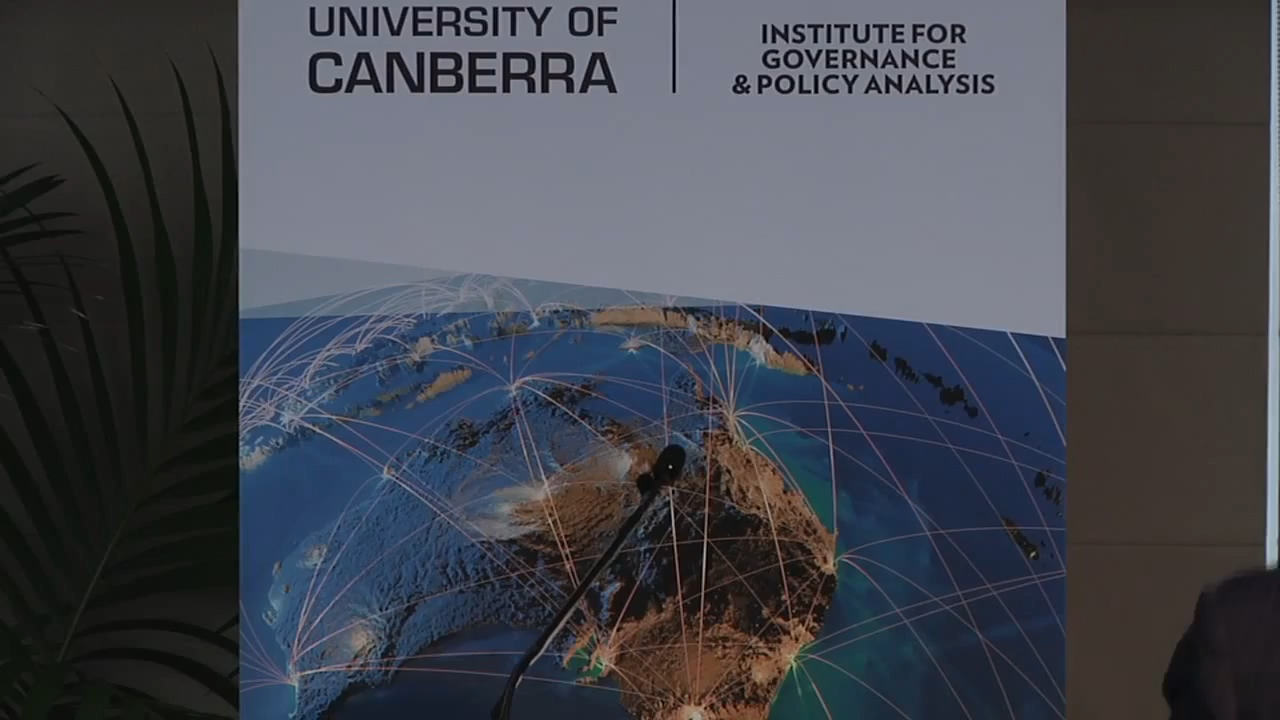 UNIVERSITY OF
CANBERRA
INSTITUTE FOR
GOVERNANCE
& POLICY ANALYSIS